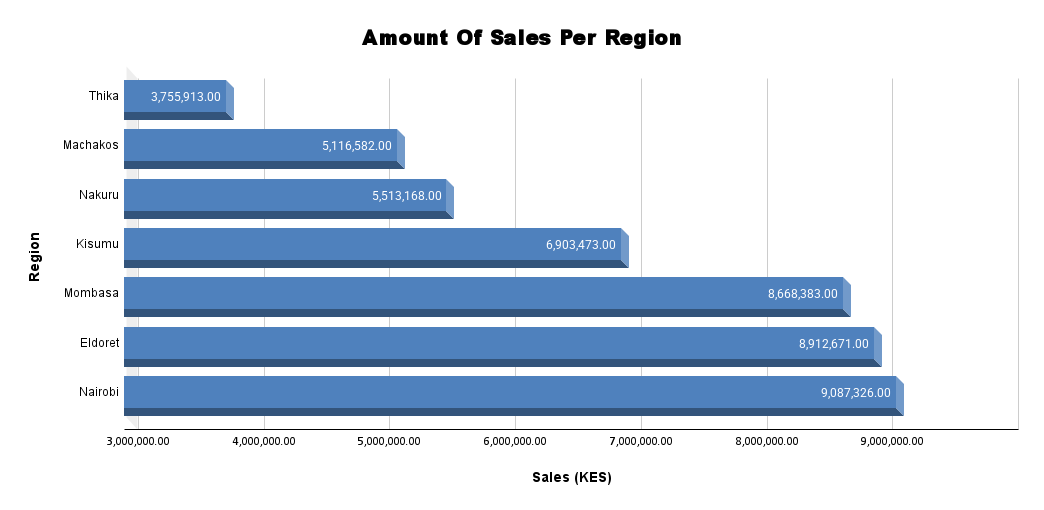 Amount Of Sales Per Region
Region
Thika 3,755,913.00
Machakos 5,116,582.00
Nakuru 5,513,168.00
Kisumu 6,903,473.00
Mombasa 8,668,383.00
Eldoret 8,912,671.00
Nairobi 9,087,326.00
3,000,000.00 4,000,000.00 5,000,000.00 6,000,000.00 7,000,000.00 8,000,000.00 9,000,000.00
Sales (KES)